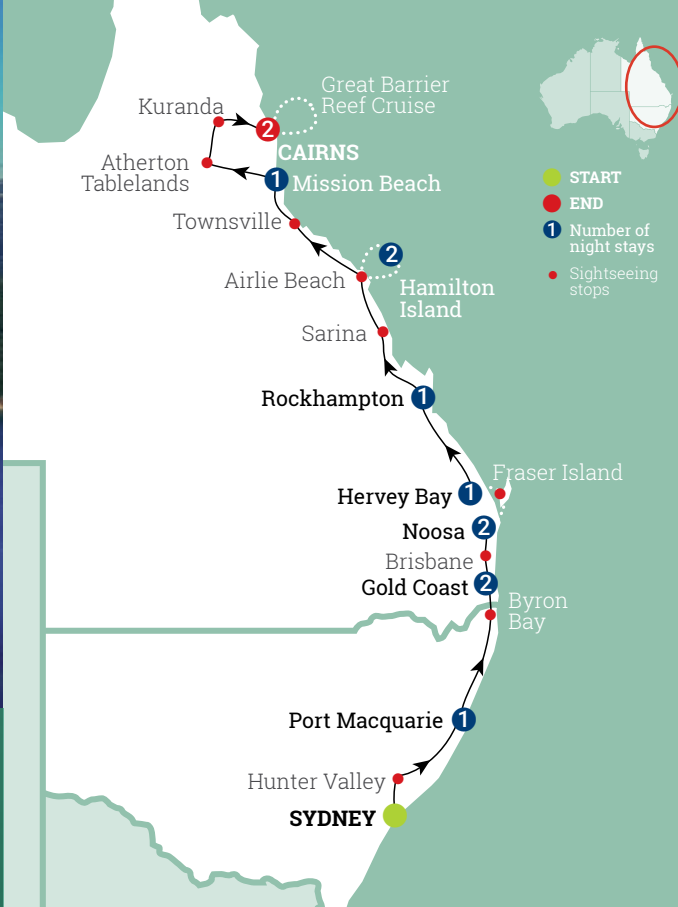 Great Barrier
Reef Cruise
Kuranda
2
CAIRNS
Atherton
Tablelands
1
Mission Beach
START
END
1 Number of
night stays
Sightseeing
stops
Townsville
2
Airlie Beach
Hamilton
Island
Sarina
Rockhampton 1
Fraser Island
Hervey Bay 1
Noosa 2
Brisbane
Gold Coast 2
Byron
Bay
Port Macquarie 1
Hunter Valley
SYDNEY